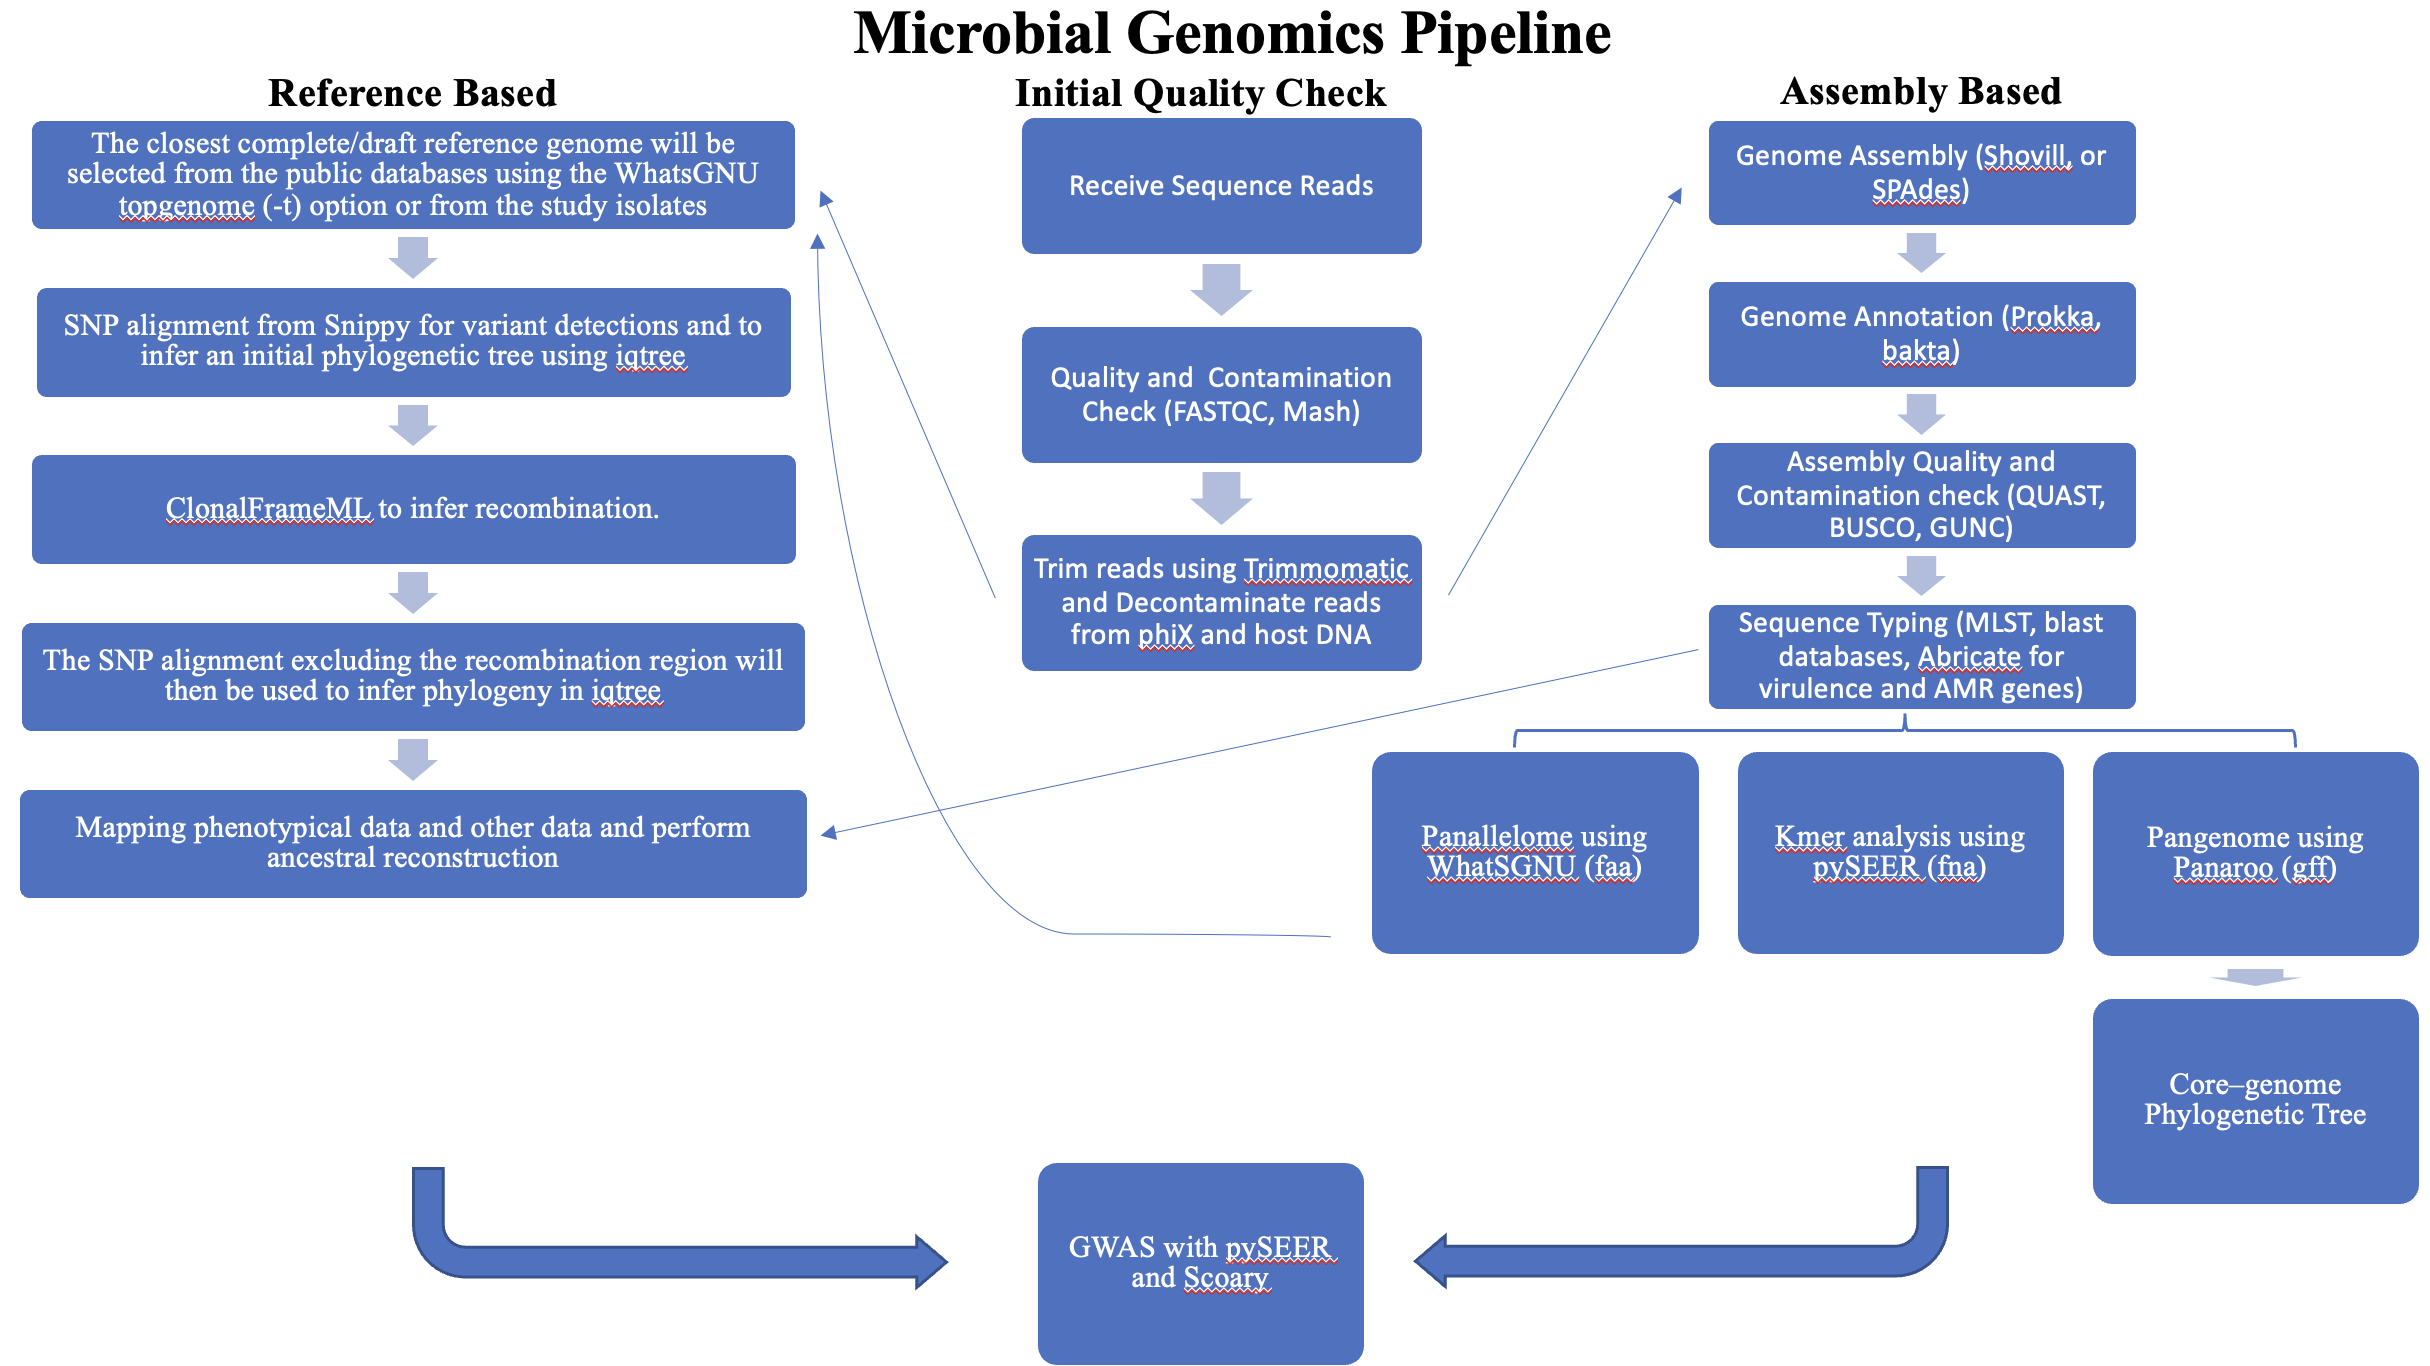 Microbial Genomics Pipeline
Reference Based
The closest complete/draft reference genome will be
selected from the public databases using the WhatsGNU
topgenome (-t) option or from the study isolates
SNP alignment from Snippy for variant detections and to
infer an initial phylogenetic tree using iqtree
ClonalFrameML to infer recombination.
The SNP alignment excluding the recombination region will
then be used to infer phylogeny in iqtree
Mapping phenotypical data and other data and perform
ancestral reconstruction
Initial Quality Check
Receive Sequence Reads
Quality and  Contamination
Check (FASTQC, Mash)
Trim reads using Trimmomatic
and Decontaminate reads
from phiX and host DNA
Assembly Based
Genome Assembly (Shovill, or
SPAdes)
Genome Annotation (Prokka,
bakta)
Assembly Quality and
Contamination check (QUAST,
BUSCO, GUNC)
Sequence Typing (MLST, blast
databases, Abricate for
virulence and AMR genes)
Panallelome using
WhatSGNU (faa)
Kmer analysis using
pySEER (fna)
Pangenome using
Panaroo (gff)
Core–genome
Phylogenetic Tree
GWAS with pySEER
and Scoary